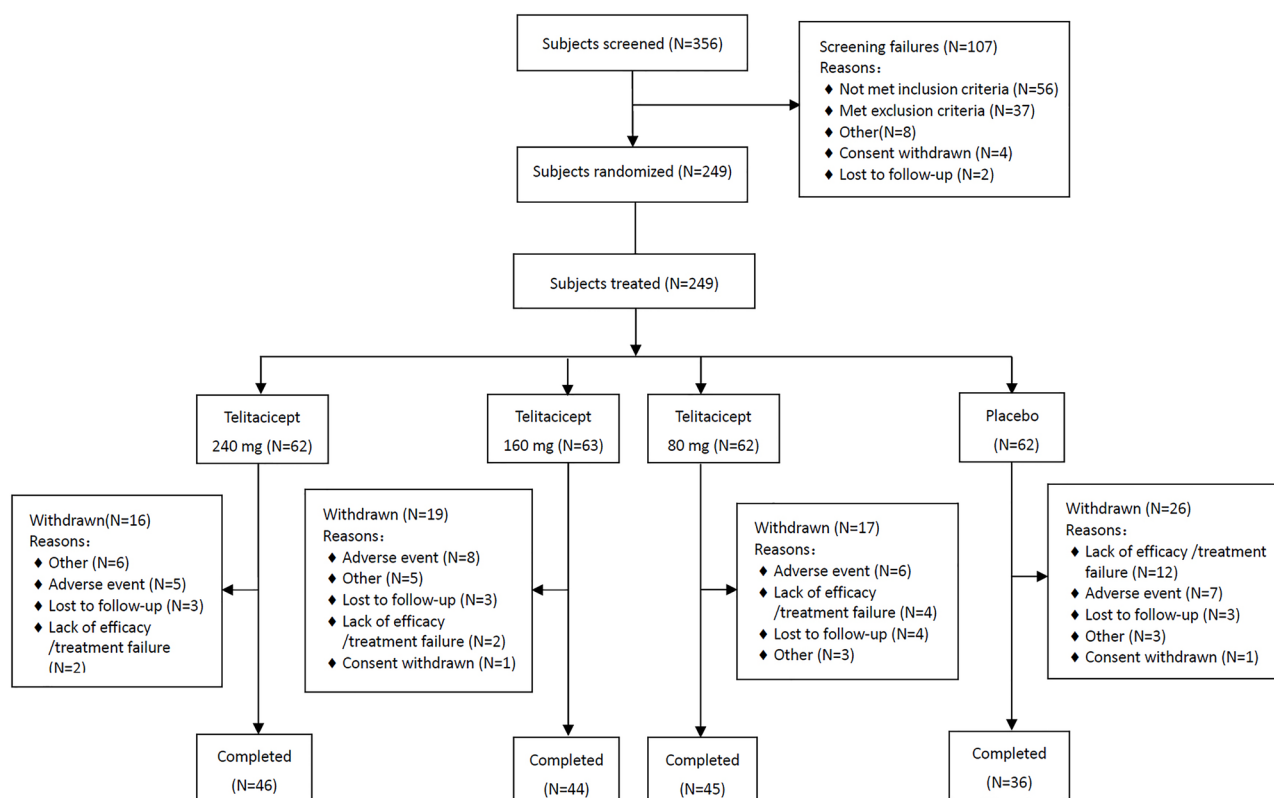 Subjects screened (N=356)
Screening failures (N=107)
Reasons：
♦ Not met inclusion criteria (N=56)
♦ Met exclusion criteria (N=37)
♦ Other(N=8)
♦ Consent withdrawn (N=4)
♦ Lost to follow-up (N=2)
Subjects randomized (N=249)
Subjects treated (N=249)
Telitacicept
240 mg (N=62)
Telitacicept
160 mg (N=63)
Telitacicept
80 mg (N=62)
Placebo
(N=62)
Withdrawn(N=16)
Reasons：
♦ Other (N=6)
♦ Adverse event (N=5)
♦ Lost to follow-up (N=3)
♦ Lack of efficacy
/treatment failure
(N=2)
Withdrawn (N=19)
Reasons：
♦ Adverse event (N=8)
♦ Other (N=5)
♦ Lost to follow-up (N=3)
♦ Lack of efficacy
/treatment failure (N=2)
♦ Consent withdrawn (N=1)
Withdrawn (N=17)
Reasons：
♦ Adverse event (N=6)
♦ Lack of efficacy
/treatment failure (N=4)
♦ Lost to follow-up (N=4)
♦ Other (N=3)
Withdrawn (N=26)
Reasons：
♦ Lack of efficacy /treatment
failure (N=12)
♦ Adverse event (N=7)
♦ Lost to follow-up (N=3)
♦ Other (N=3)
♦ Consent withdrawn (N=1)
Completed
(N=46)
Completed
(N=44)
Completed
(N=45)
Completed
(N=36)